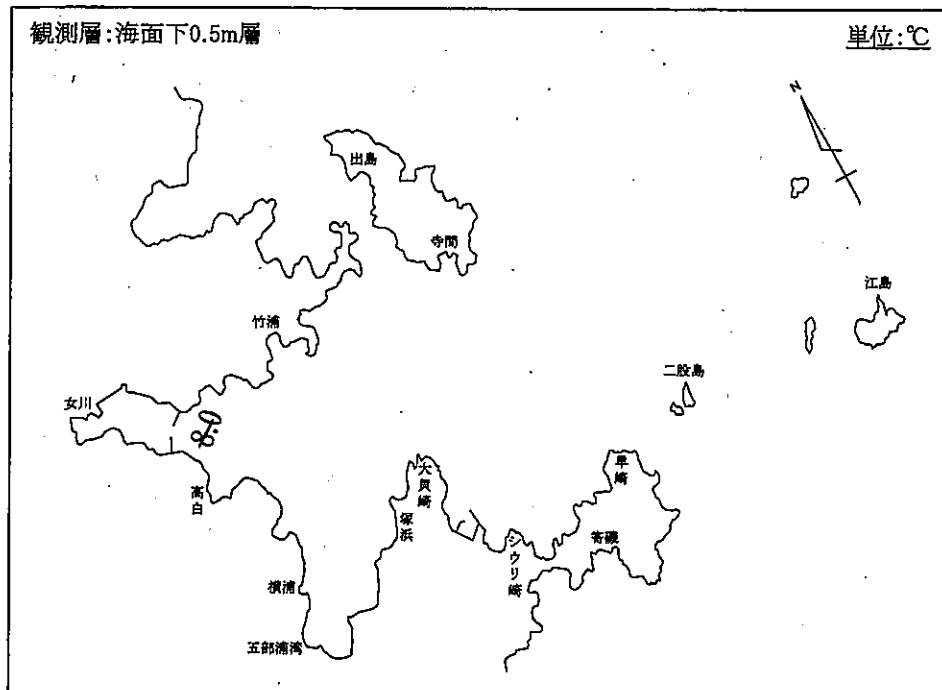 観測層:海面下0.5m層
単位:℃
N
出島
寺間
江島
竹浦
二股島
女川
大貝崎
早崎
高白
塚浜
寄磯
シウリ崎
横浦
五部浦湾